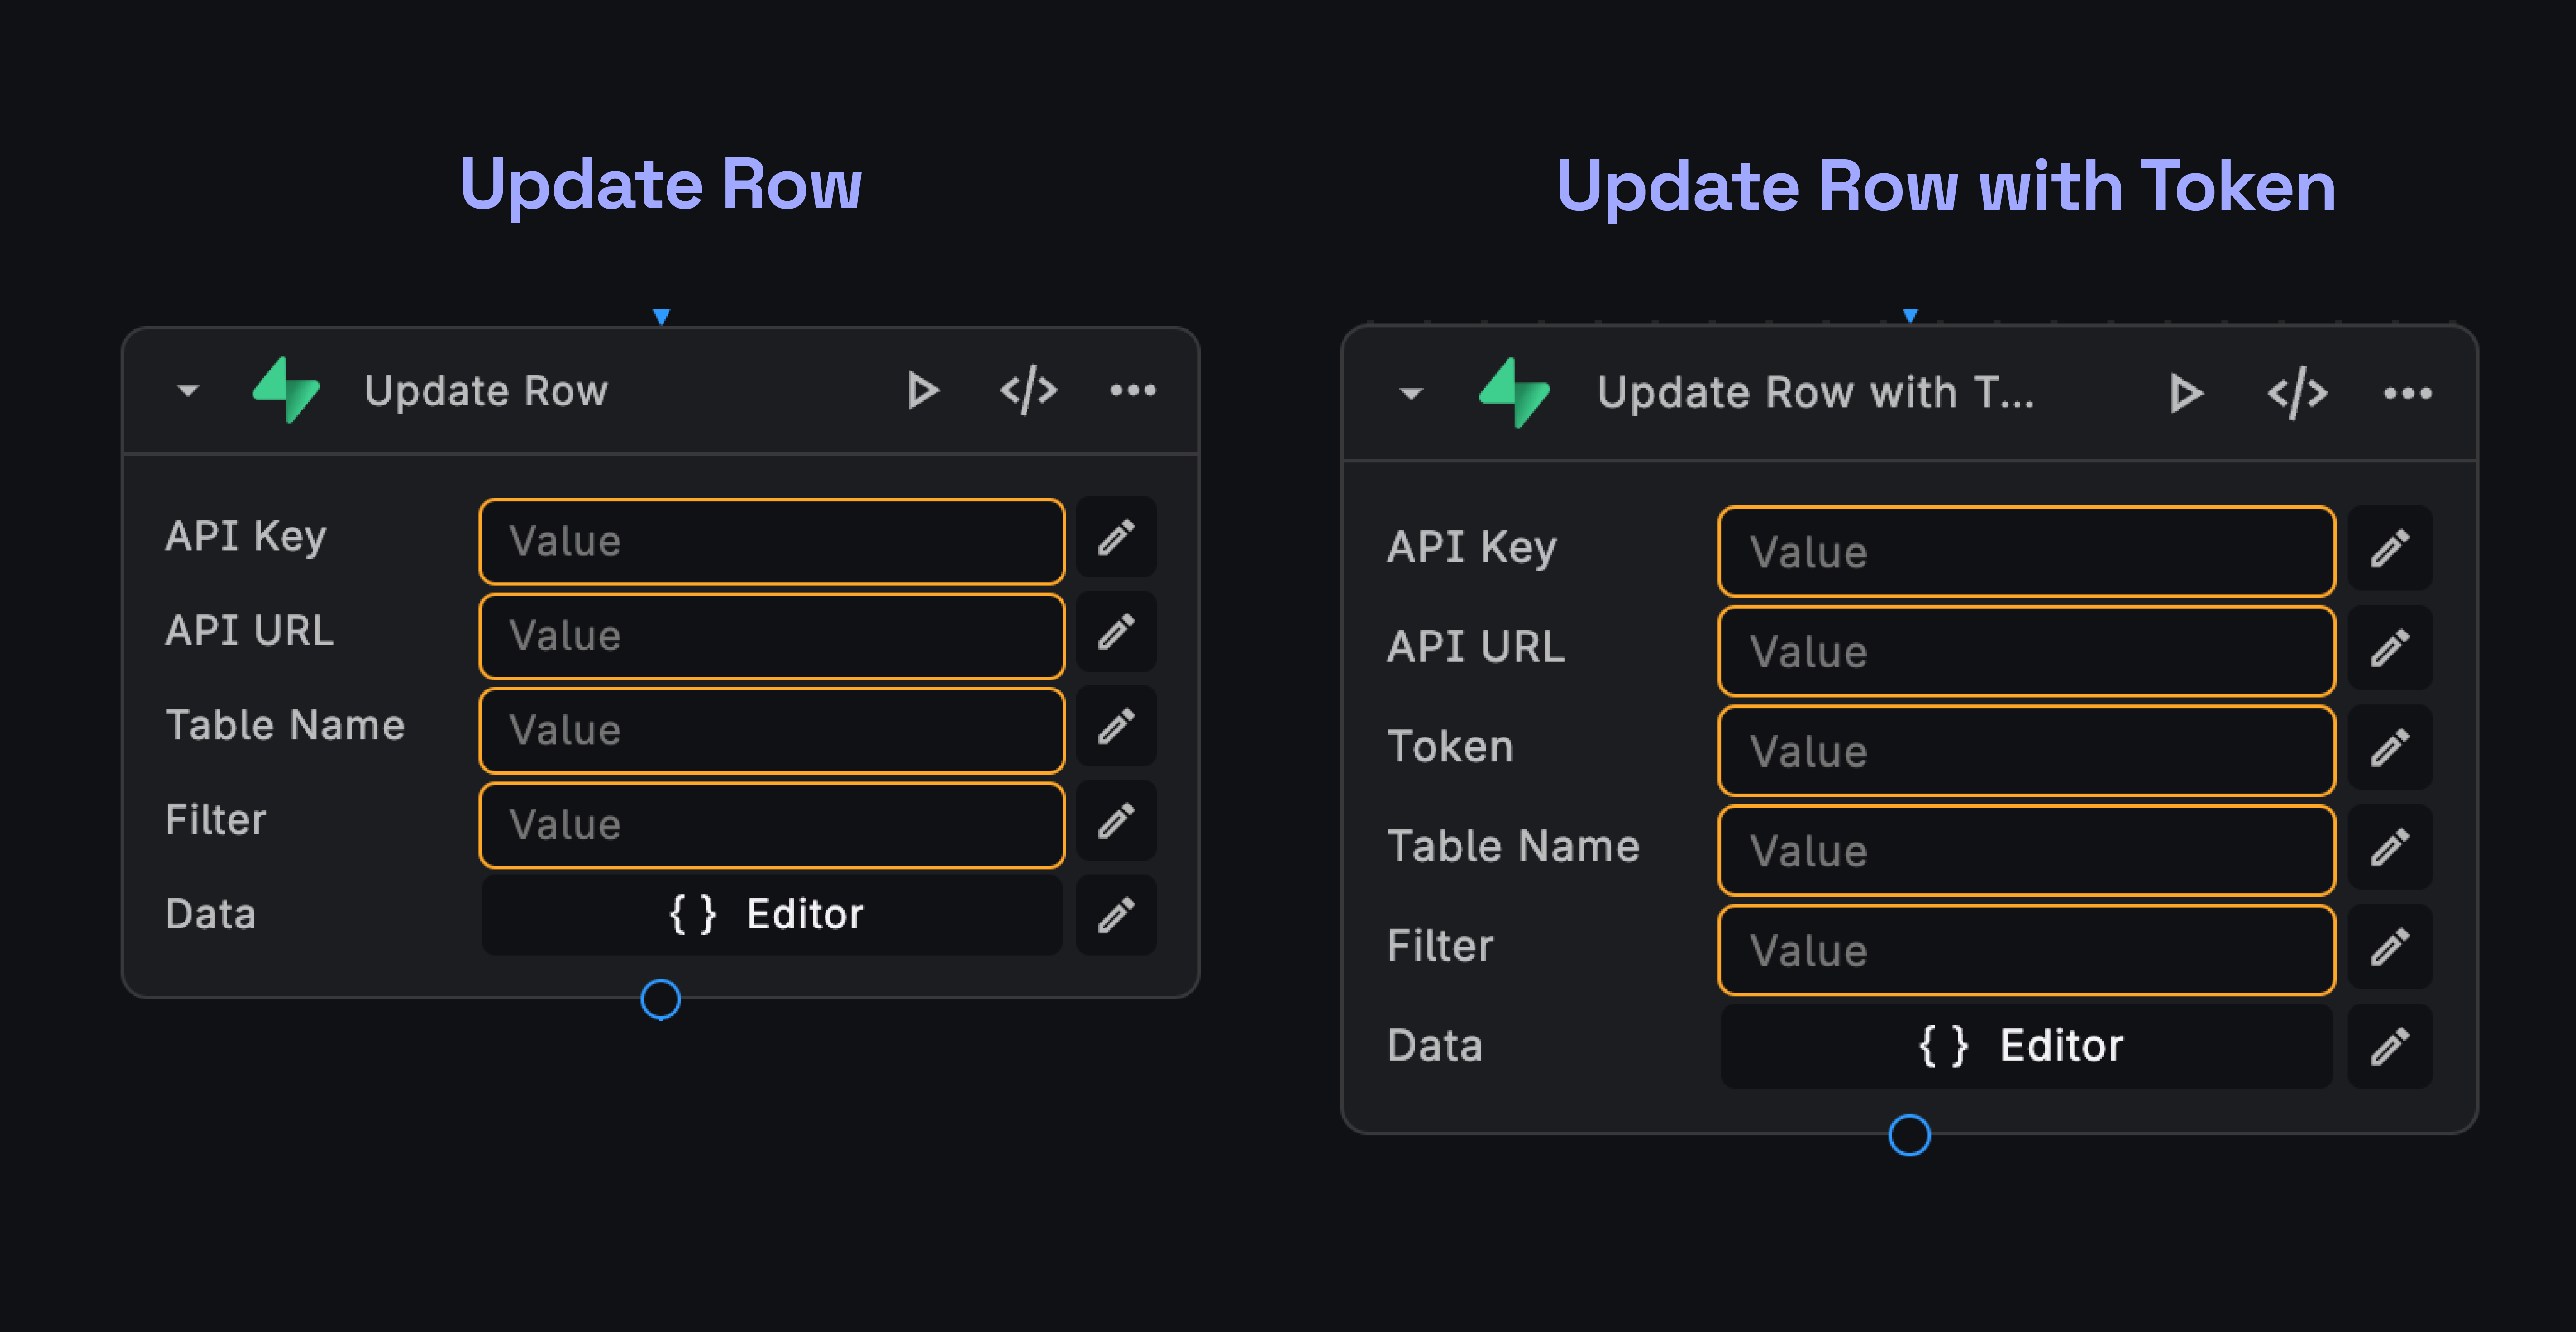 Update Row
Update Row
API Key
Value
API URL
Value
Table Name
Value
Filter
Value
Data
{ } Editor
Update Row with Token
Update Row with T...
API Key
Value
API URL
Value
Token
Value
Table Name
Value
Filter
Value
Data
{ } Editor